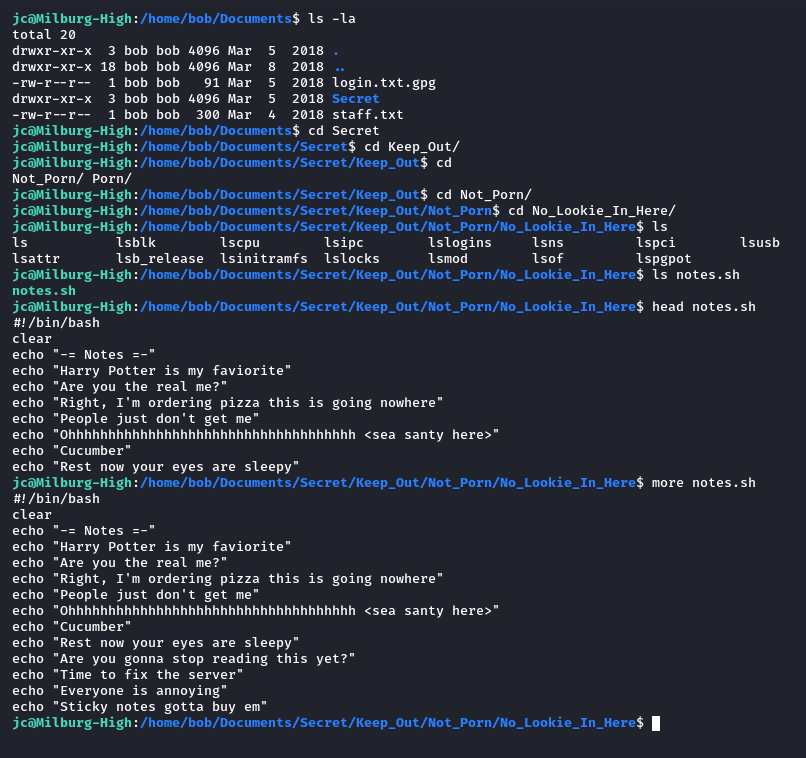 jc@Milburg-High:/home/bob/Documents$ ls -la
total 20
drwxr-xr-x  3 bob bob 4096 Mar  5  2018 .
drwxr-xr-x 18 bob bob 4096 Mar  8  2018 ..
-rw-r--r--  1 bob bob   91 Mar  5  2018 login.txt.gpg
drwxr-xr-x  3 bob bob 4096 Mar  5  2018 Secret
-rw-r--r--  1 bob bob  300 Mar  4  2018 staff.txt
jc@Milburg-High:/home/bob/Documents$ cd Secret
jc@Milburg-High:/home/bob/Documents/Secret$ cd Keep_Out/
jc@Milburg-High:/home/bob/Documents/Secret/Keep_Out$ cd
Not_Porn/ Porn/
jc@Milburg-High:/home/bob/Documents/Secret/Keep_Out$ cd Not_Porn/
jc@Milburg-High:/home/bob/Documents/Secret/Keep_Out/Not_Porn$ cd No_Lookie_In_Here/
jc@Milburg-High:/home/bob/Documents/Secret/Keep_Out/Not_Porn/No_Lookie_In_Here$ ls
ls           lsblk        lscpu        lsipc        lslogins     lsns         lspci        lsusb
lsattr       lsb_release  lsinitramfs  lslocks      lsmod        lsof         lspgpot
jc@Milburg-High:/home/bob/Documents/Secret/Keep_Out/Not_Porn/No_Lookie_In_Here$ ls notes.sh
notes.sh
jc@Milburg-High:/home/bob/Documents/Secret/Keep_Out/Not_Porn/No_Lookie_In_Here$ head notes.sh
#!/bin/bash
clear
echo "-= Notes =-"
echo "Harry Potter is my faviorite"
echo "Are you the real me?"
echo "Right, I'm ordering pizza this is going nowhere"
echo "People just don't get me"
echo "Ohhhhhhhhhhhhhhhhhhhhhhhhhhhhhhhhhhhh <sea santy here>"
echo "Cucumber"
echo "Rest now your eyes are sleepy"
jc@Milburg-High:/home/bob/Documents/Secret/Keep_Out/Not_Porn/No_Lookie_In_Here$ more notes.sh
#!/bin/bash
clear
echo "-= Notes =-"
echo "Harry Potter is my faviorite"
echo "Are you the real me?"
echo "Right, I'm ordering pizza this is going nowhere"
echo "People just don't get me"
echo "Ohhhhhhhhhhhhhhhhhhhhhhhhhhhhhhhhhhhh <sea santy here>"
echo "Cucumber"
echo "Rest now your eyes are sleepy"
echo "Are you gonna stop reading this yet?"
echo "Time to fix the server"
echo "Everyone is annoying"
echo "Sticky notes gotta buy em"
jc@Milburg-High:/home/bob/Documents/Secret/Keep_Out/Not_Porn/No_Lookie_In_Here$